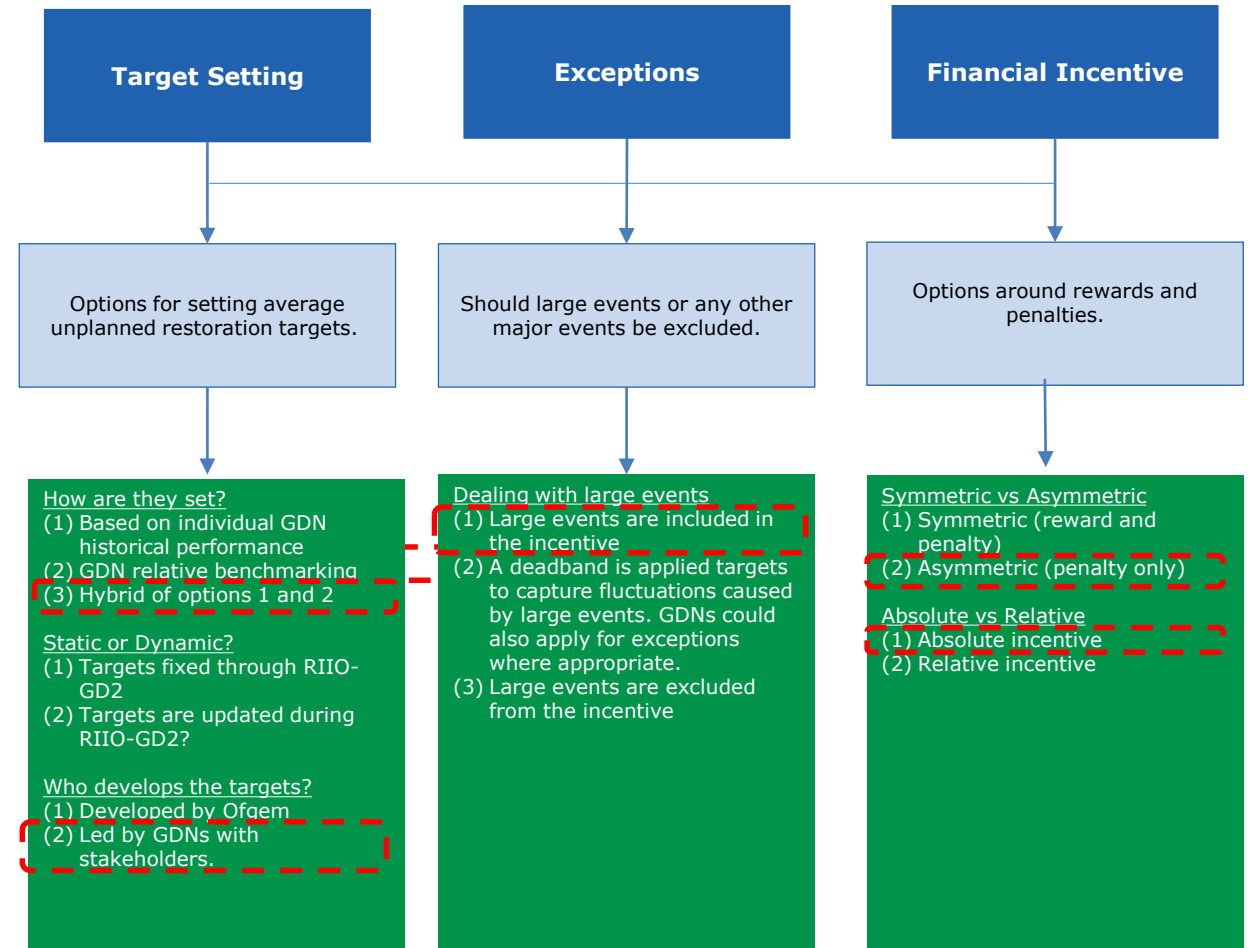 Target Setting
Exceptions
Financial Incentive
Options for setting average
unplanned restoration targets.
Should large events or any other
major events be excluded.
Options around rewards and
penalties.
How are they set?
(1) Based on individual GDN
historical performance
(2) GDN relative benchmarking
(3) Hybrid of options 1 and 2
Static or Dynamic?
(1) Targets fixed through RIIO-
GD2
(2) Targets are updated during
RIIO-GD2?
Who develops the targets?
(1) Developed by Ofgem
(2) Led by GDNs with
stakeholders.
Dealing with large events
(1) Large events are included in
the incentive
(2) A deadband is applied targets
to capture fluctuations caused
by large events. GDNs could
also apply for exceptions
where appropriate.
(3) Large events are excluded
from the incentive
Symmetric vs Asymmetric
(1) Symmetric (reward and
penalty)
(2) Asymmetric (penalty only)
Absolute vs Relative
(1) Absolute incentive
(2) Relative incentive